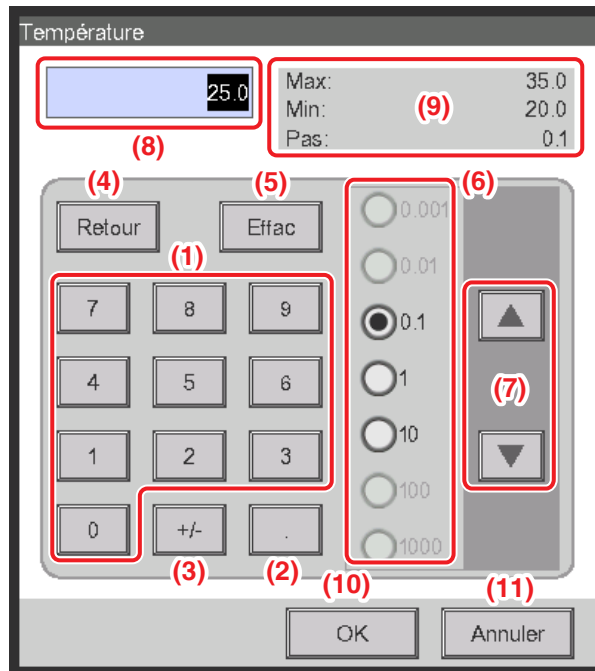 Température
25.0
Max: 35.0
(9)
Min: 20.0
Pas: 0.1
(8)
(4) (5) (6)
Retour Effac
(1)
7 8 9
4 5 6
1 2 3
0 +/- .
(3) (2)
0.001
0.01
0.1
1
10
100
1000
▲
(7)
▼
(10) (11)
OK Annuler